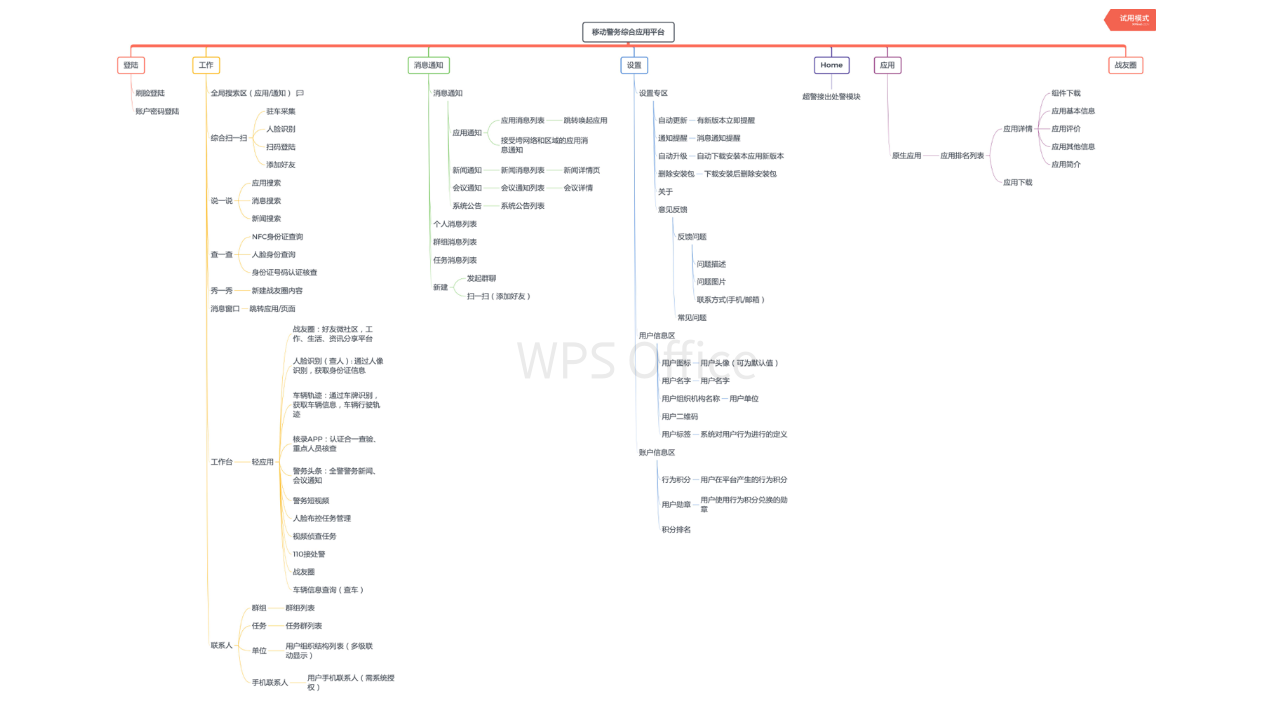 试用模式
移动警务综合应用平台
登陆
刷脸登陆
账户密码登陆
工作
全局搜索区（应用/通知）
综合扫一扫
驻车采集
人脸识别
扫码登陆
添加好友
说一说
应用搜索
消息搜索
新闻搜索
查一查
NFC身份证查询
人脸身份查询
身份证号码认证核查
秀一秀
新建战友圈内容
消息窗口
跳转应用/页面
工作台
轻应用
战友圈：好友微社区，工
作、生活、资讯分享平台
人脸识别（查人）：通过人像
识别，获取身份证信息
车辆轨迹：通过车牌识别，
获取车辆信息，车辆行驶轨
迹
核录APP：认证合一查验、
重点人员核查
警务头条：全警警务新闻、
会议通知
警务短视频
人脸布控任务管理
视频侦查任务
110接处警
战友圈
车辆信息查询（查车）
联系人
群组
群组列表
任务
任务群列表
单位
用户组织结构列表（多级联
动显示）
手机联系人
用户手机联系人（需系统授
权）
消息通知
消息通知
应用通知
应用消息列表
跳转唤起应用
接受垮网络和区域的应用消
息通知
新闻通知
新闻消息列表
新闻详情页
会议通知
会议通知列表
会议详情
系统公告
系统公告列表
个人消息列表
群组消息列表
任务消息列表
新建
发起群聊
扫一扫（添加好友）
设置
设置专区
自动更新
有新版本立即提醒
通知提醒
消息通知提醒
自动升级
自动下载安装本应用新版本
删除安装包
下载安装后删除安装包
关于
意见反馈
反馈问题
问题描述
问题图片
联系方式(手机/邮箱）
常见问题
用户信息区
用户图标
用户头像（可为默认值）
用户名字
用户名字
用户组织机构名称
用户单位
用户二维码
用户标签
系统对用户行为进行的定义
账户信息区
行为积分
用户在平台产生的行为积分
用户勋章
用户使用行为积分兑换的勋
章
积分排名
Home
超警接出处警模块
应用
原生应用
应用排名列表
应用详情
组件下载
应用基本信息
应用评价
应用其他信息
应用简介
应用下载
战友圈
WPS Office